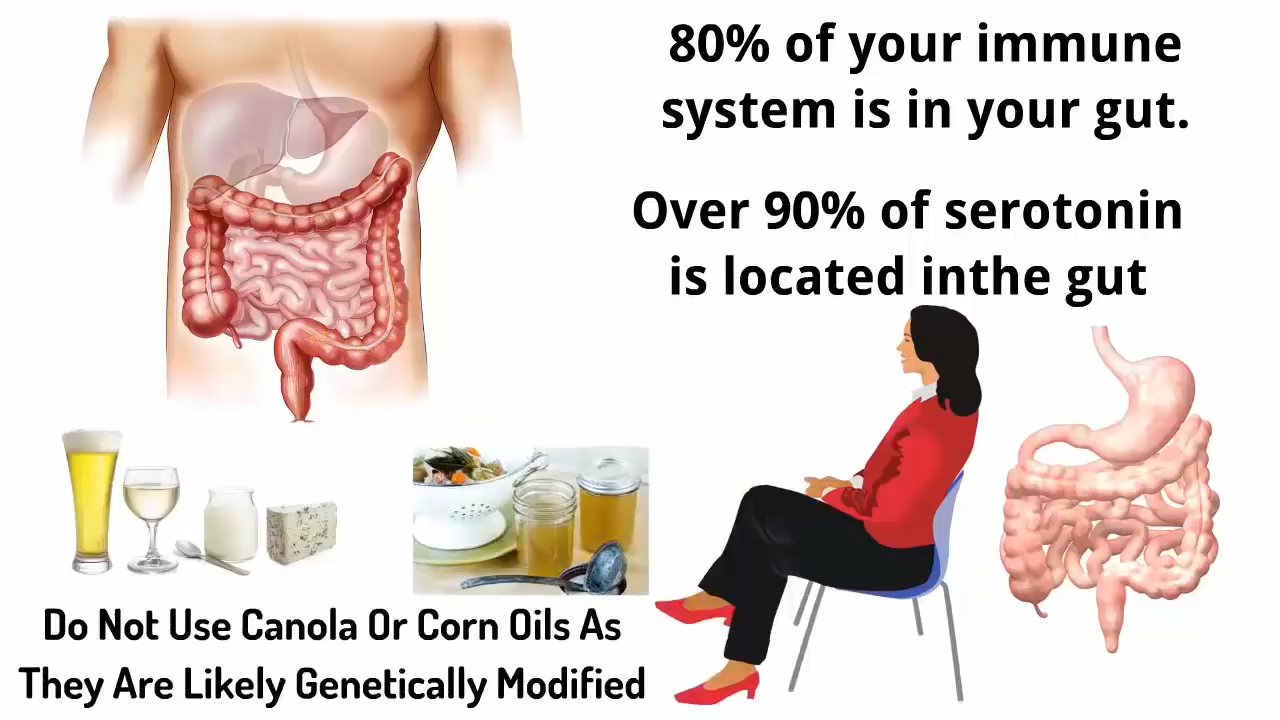 80% of your immune
system is in your gut.
Over 90% of serotonin
is located inthe gut
Do Not Use Canola Or Corn Oils As
They Are Likely Genetically Modified